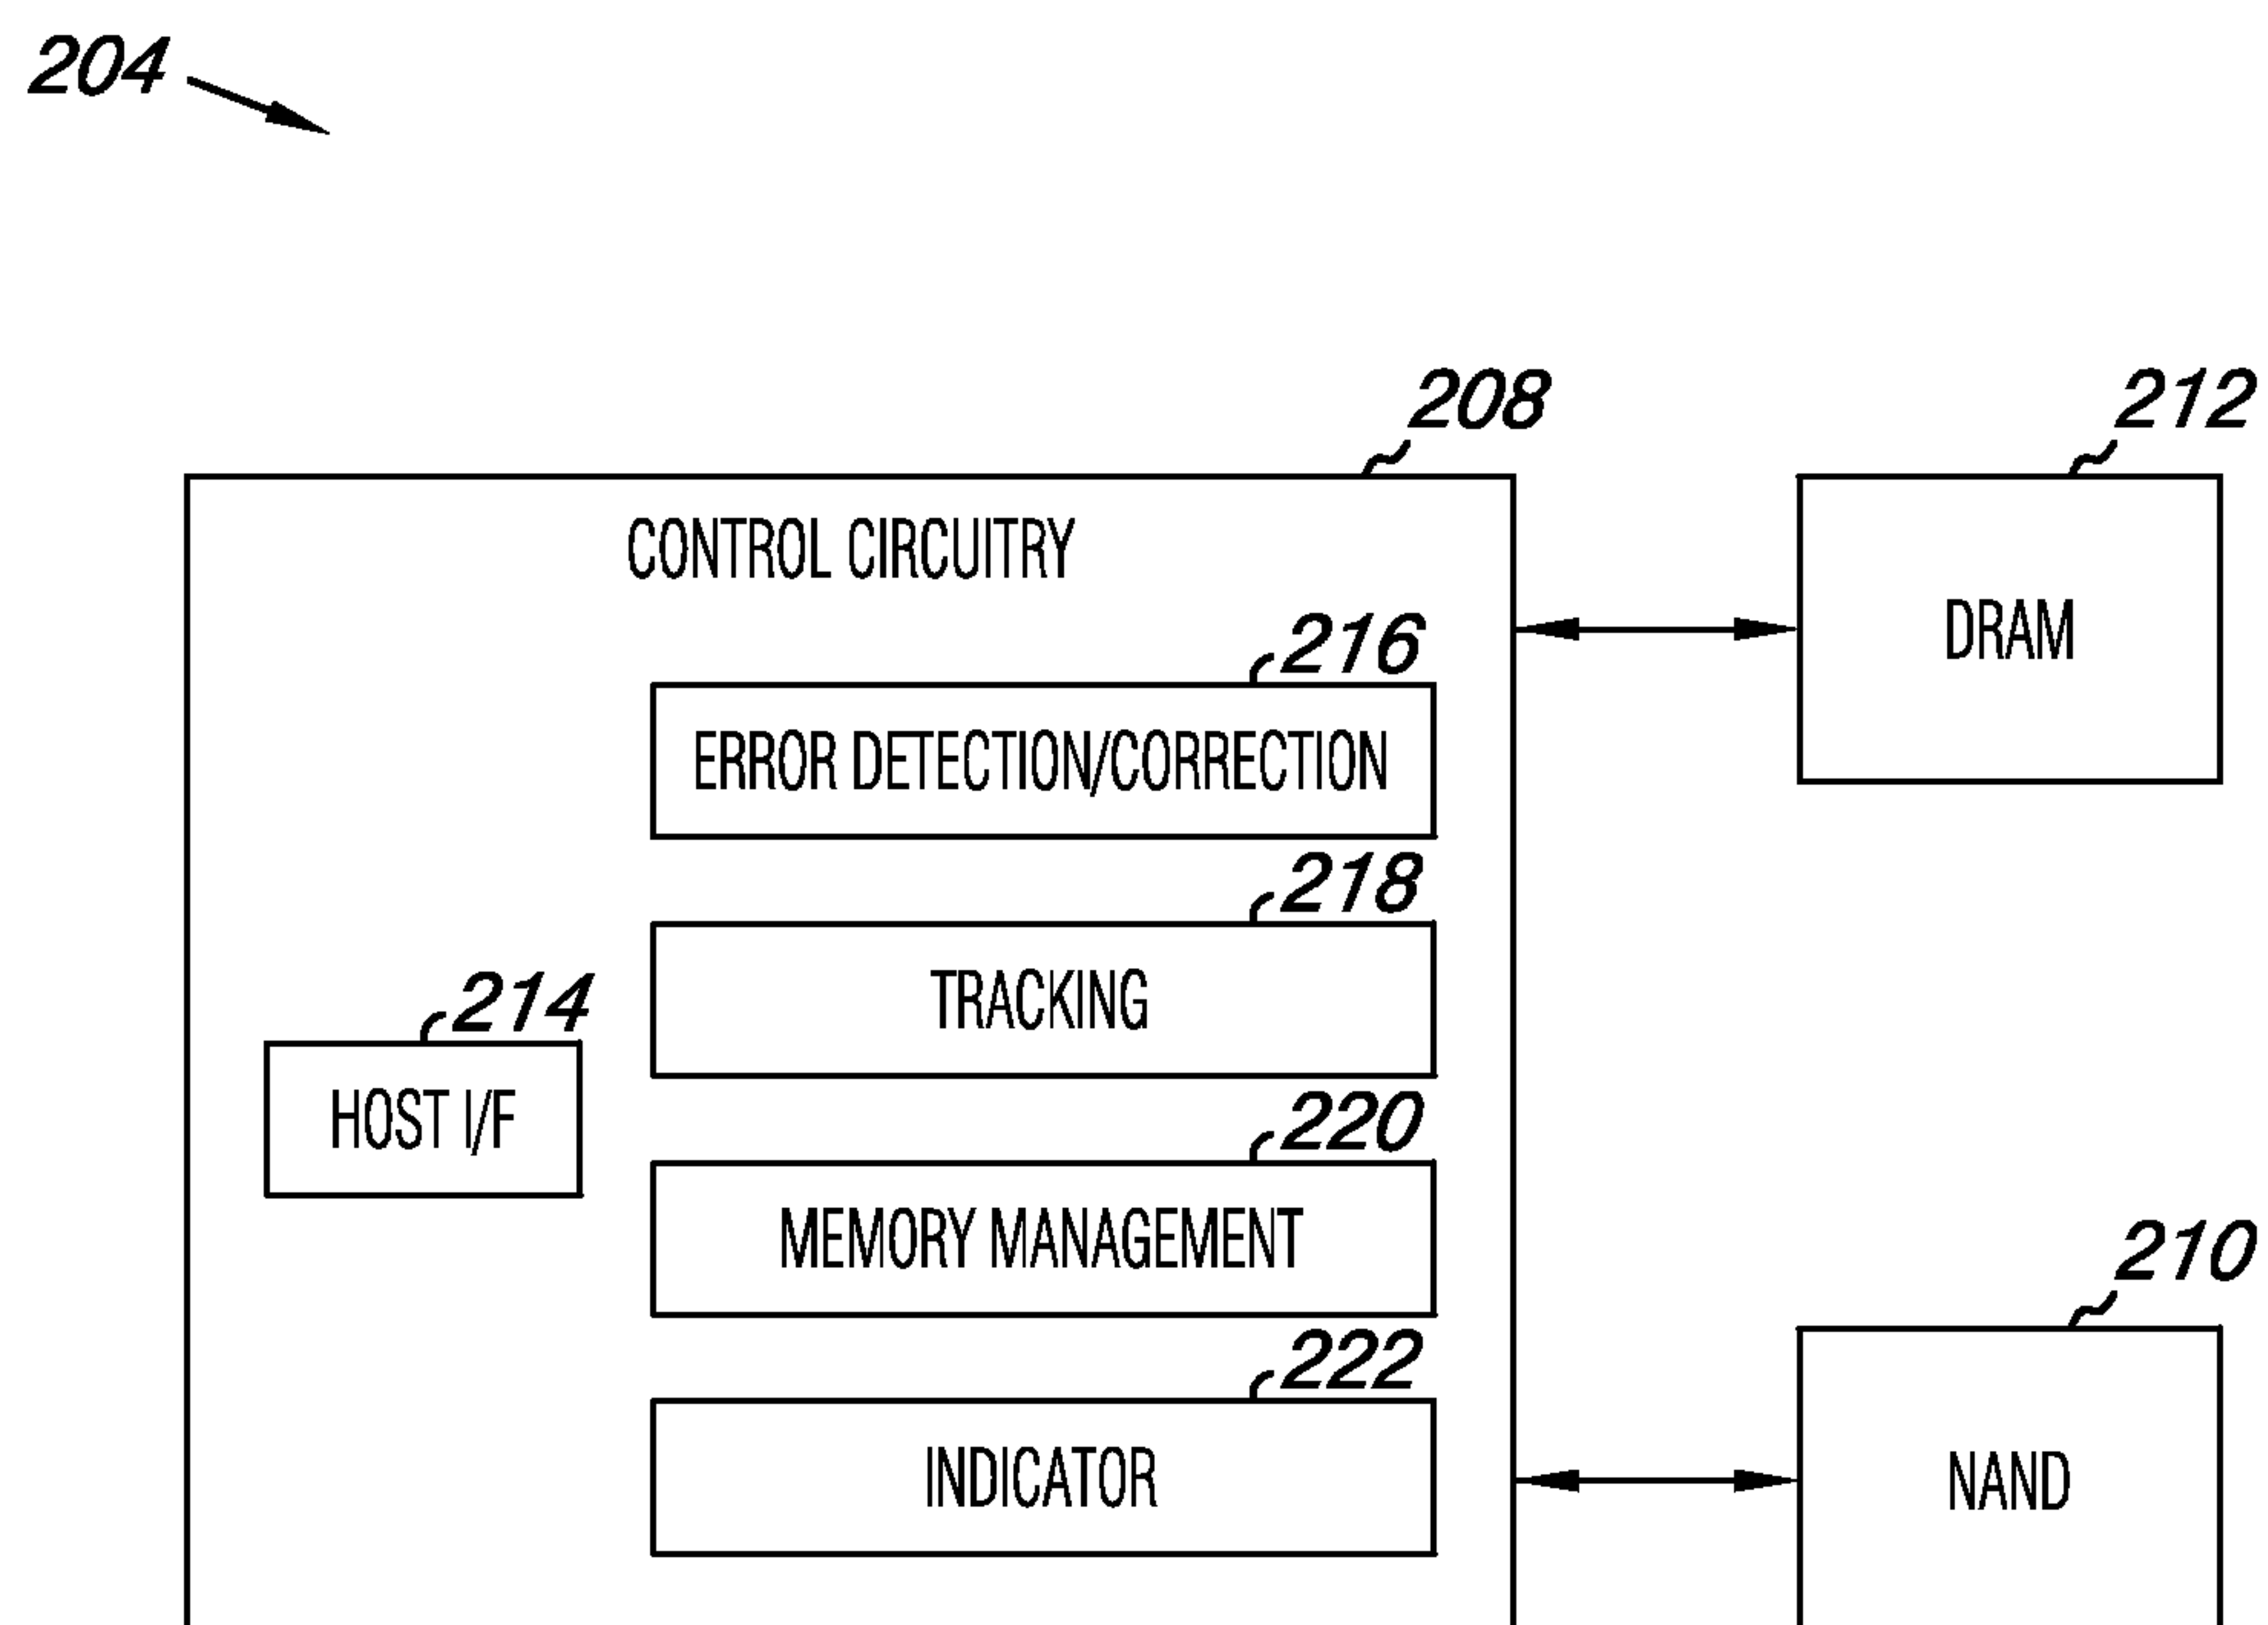 204
208
212
CONTROL CIRCUITRY
216
DRAM
ERROR DETECTION/CORRECTION
218
TRACKING
214
HOST I/F
220
MEMORY MANAGEMENT
210
222
INDICATOR
NAND